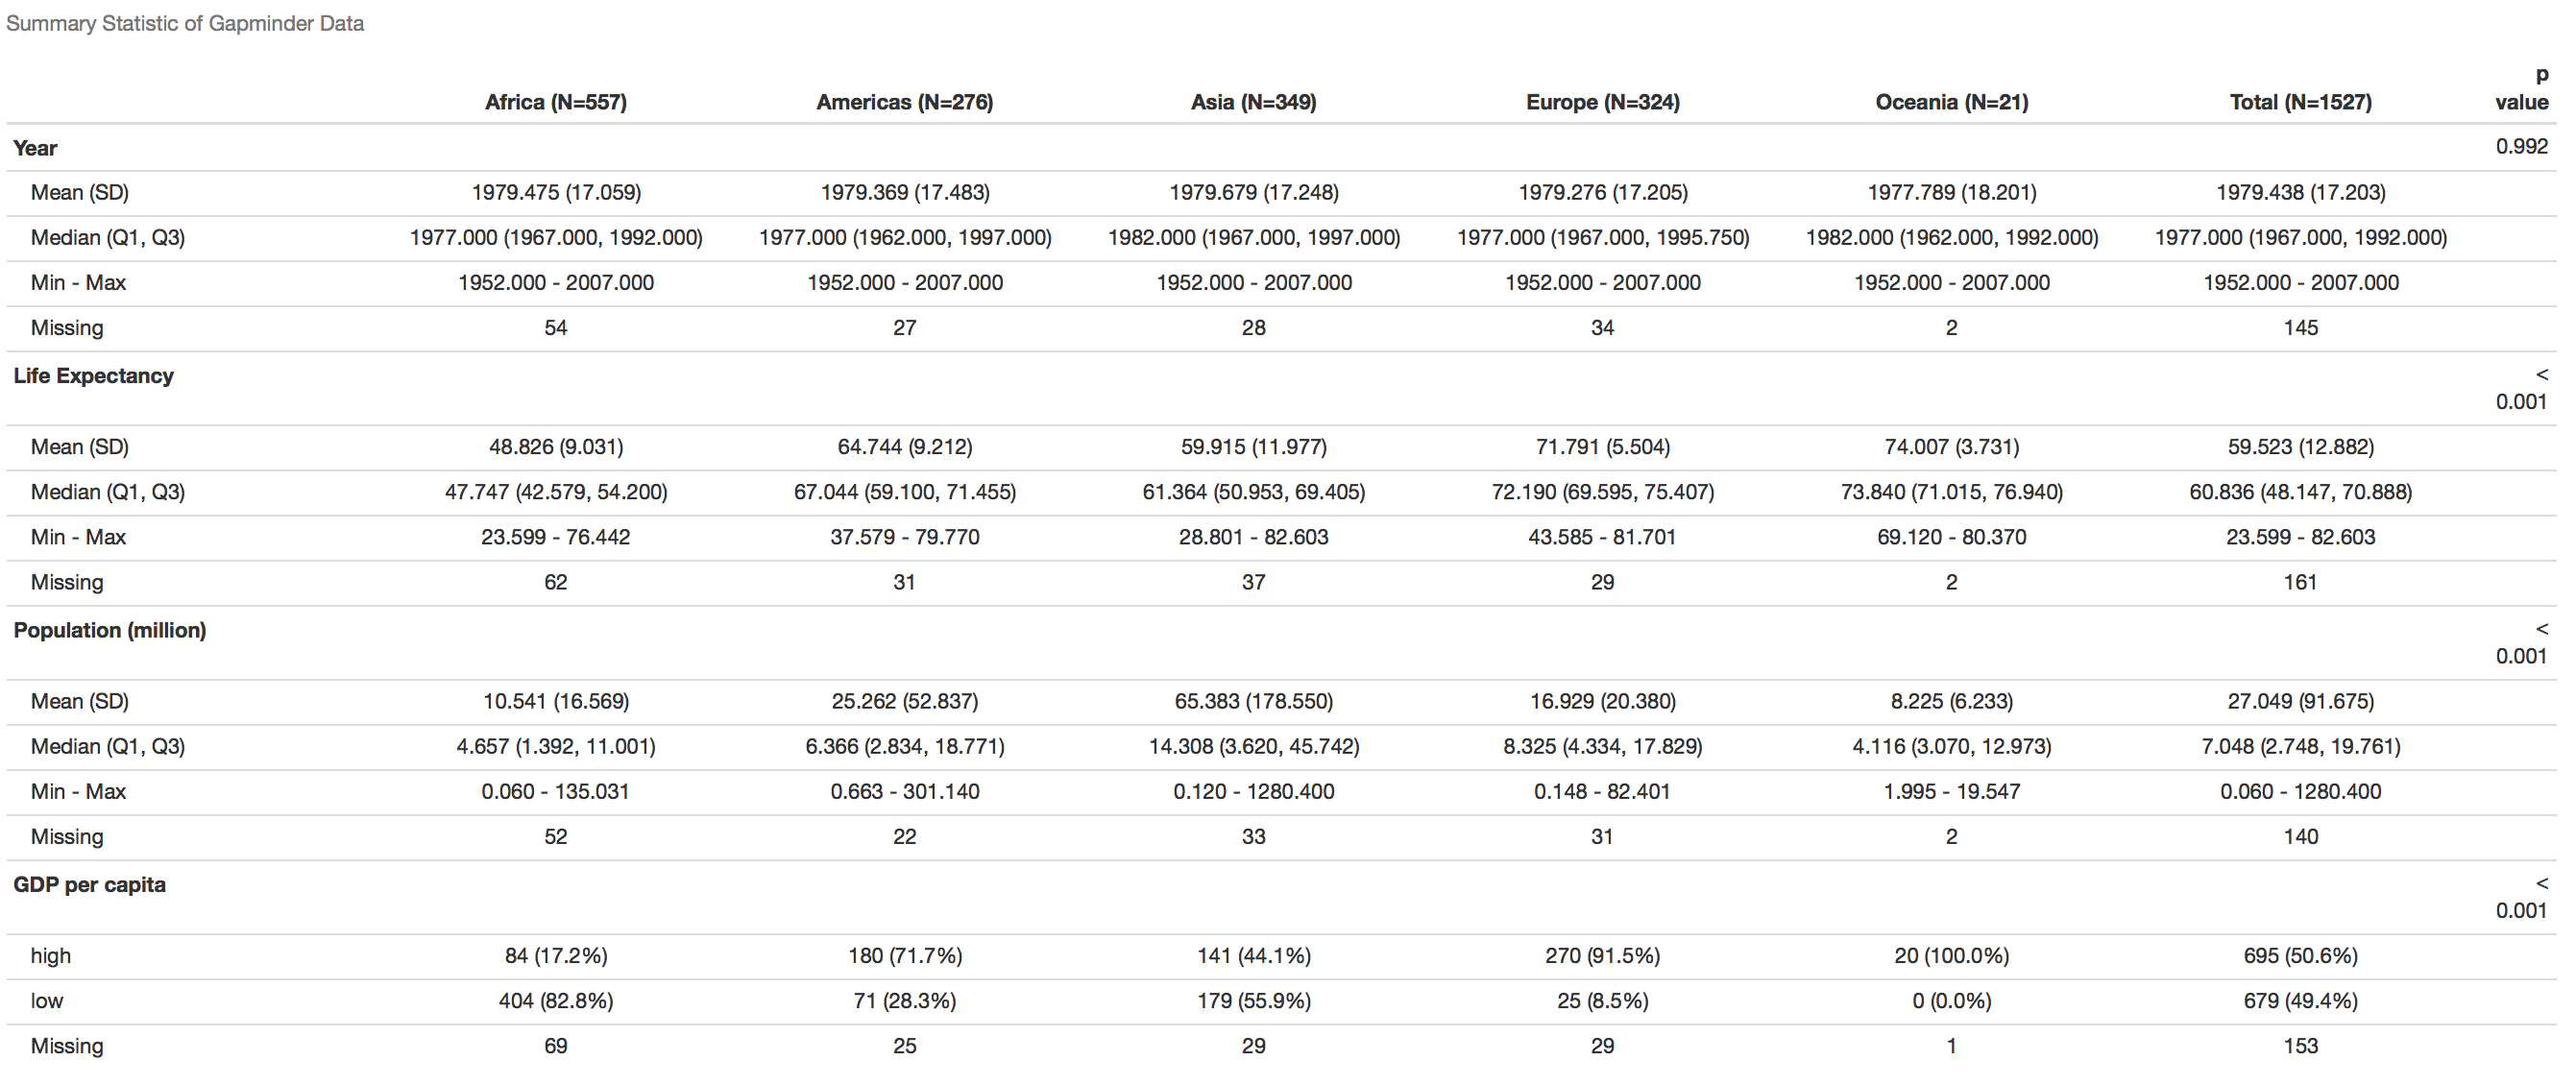 Summary Statistic of Gapminder Data
p
Africa (N=557) Americas (N=276) Asia (N=349) Europe (N=324) Oceania (N=21) Total (N=1527) value
Year 0.992
Mean (SD) 1979.475 (17.059) 1979.369 (17.483) 1979.679 (17.248) 1979.276 (17.205) 1977.789 (18.201) 1979.438 (17.203)
Median (Q1, Q3) 1977.000 (1967.000, 1992.000) 1977.000 (1962.000, 1997.000) 1982.000 (1967.000, 1997.000) 1977.000 (1967.000, 1995.750) 1982.000 (1962.000, 1992.000) 1977.000 (1967.000, 1992.000)
Min - Max 1952.000 - 2007.000 1952.000 - 2007.000 1952.000 - 2007.000 1952.000 - 2007.000 1952.000 - 2007.000 1952.000 - 2007.000
Missing 54 27 28 34 2 145
Life Expectancy <
0.001
Mean (SD) 48.826 (9.031) 64.744 (9.212) 59.915 (11.977) 71.791 (5.504) 74.007 (3.731) 59.523 (12.882)
Median (Q1, Q3) 47.747 (42.579, 54.200) 67.044 (59.100, 71.455) 61.364 (50.953, 69.405) 72.190 (69.595, 75.407) 73.840 (71.015, 76.940) 60.836 (48.147, 70.888)
Min - Max 23.599 - 76.442 37.579 - 79.770 28.801 - 82.603 43.585 - 81.701 69.120 - 80.370 23.599 - 82.603
Missing 62 31 37 29 2 161
Population (million) <
0.001
Mean (SD) 10.541 (16.569) 25.262 (52.837) 65.383 (178.550) 16.929 (20.380) 8.225 (6.233) 27.049 (91.675)
Median (Q1, Q3) 4.657 (1.392, 11.001) 6.366 (2.834, 18.771) 14.308 (3.620, 45.742) 8.325 (4.334, 17.829) 4.116 (3.070, 12.973) 7.048 (2.748, 19.761)
Min - Max 0.060 - 135.031 0.663 - 301.140 0.120 - 1280.400 0.148 - 82.401 1.995 - 19.547 0.060 - 1280.400
Missing 52 22 33 31 2 140
GDP per capita <
0.001
high 84 (17.2%) 180 (71.7%) 141 (44.1%) 270 (91.5%) 20 (100.0%) 695 (50.6%)
low 404 (82.8%) 71 (28.3%) 179 (55.9%) 25 (8.5%) 0 (0.0%) 679 (49.4%)
Missing 69 25 29 29 1 153